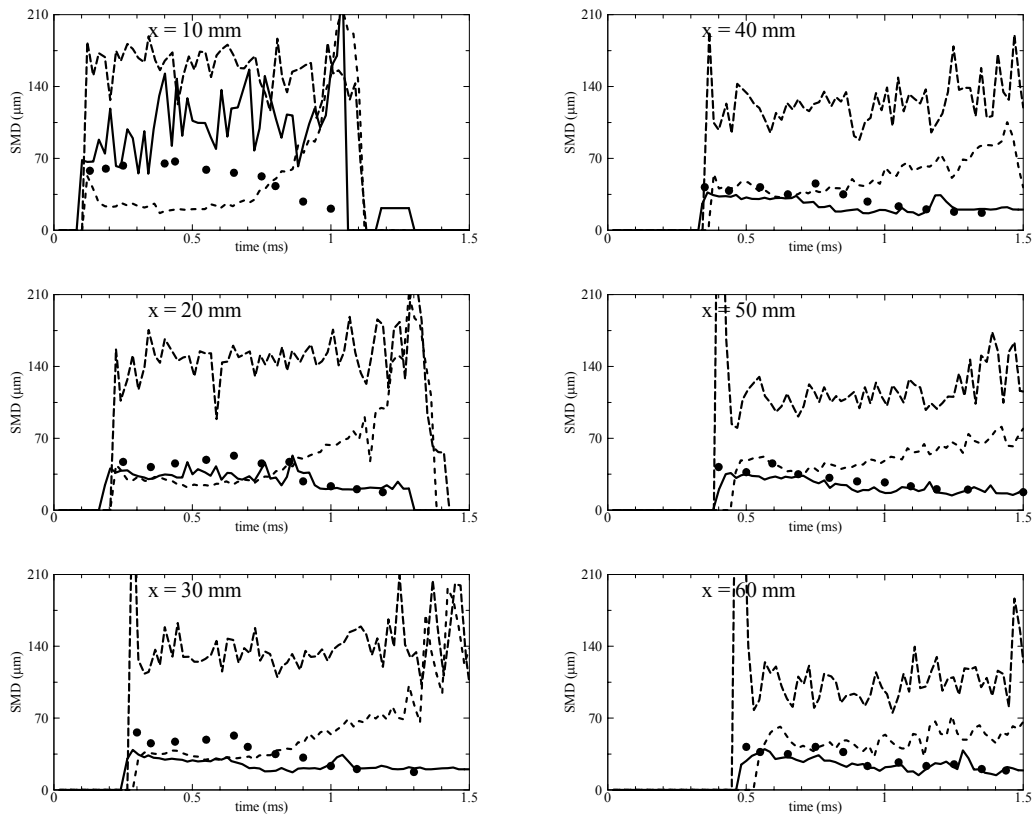 x = 10 mm
SMD (μm)
210
140
70
0
0
0.5
1
1.5
time (ms)
x = 40 mm
SMD (μm)
210
140
70
0
0
0.5
1
1.5
time (ms)
x = 20 mm
SMD (μm)
210
140
70
0
0
0.5
1
1.5
time (ms)
x = 50 mm
SMD (μm)
210
140
70
0
0
0.5
1
1.5
time (ms)
x = 30 mm
SMD (μm)
210
140
70
0
0
0.5
1
1.5
time (ms)
x = 60 mm
SMD (μm)
210
140
70
0
0
0.5
1
1.5
time (ms)